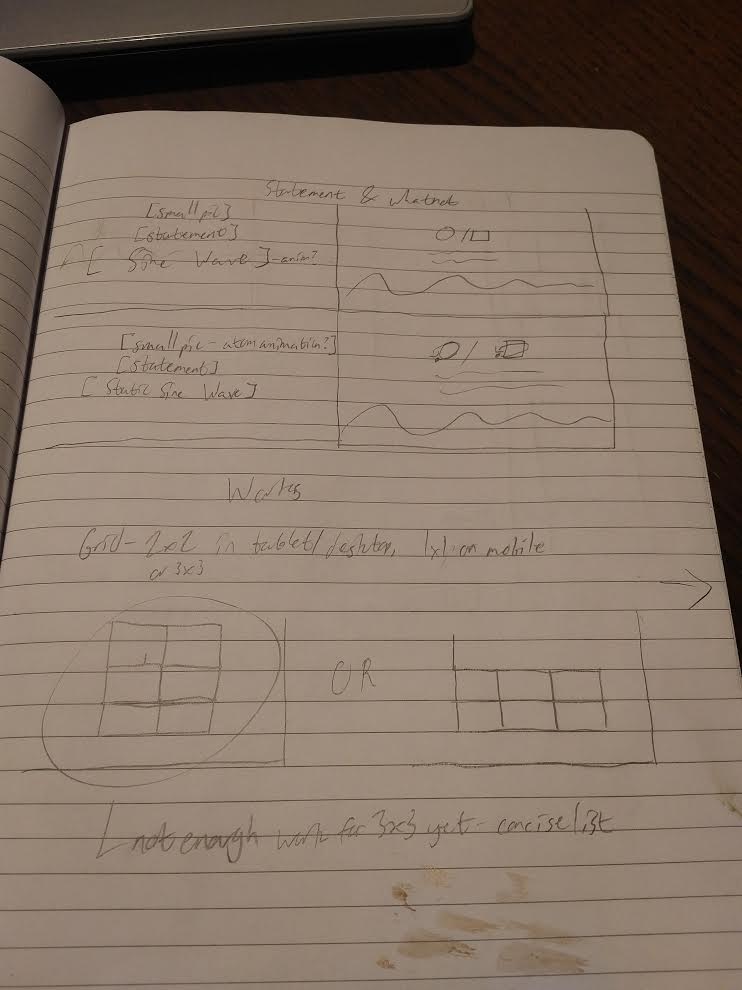 Statement & whatnot
[small pic]
[statement]
[Sine Wave] - anim?
[small pic - atom animation?]
[statement]
[Static Sine Wave]
Works
Grid - 2x2 in tablet/desktop, 1x1 on mobile
or 3x3
OR
not enough work for 3x3 yet - concise list